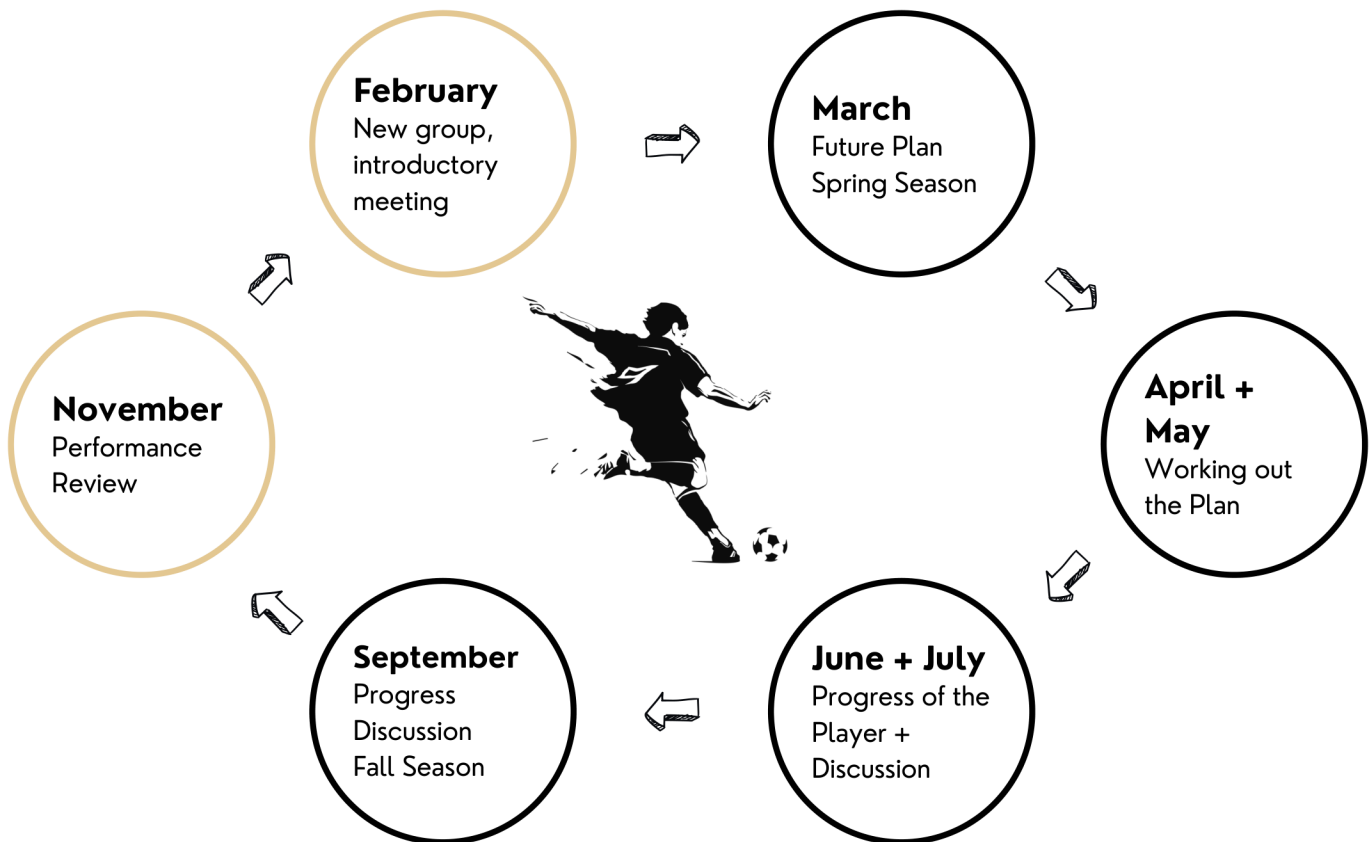 February
New group,
introductory
meeting
March
Future Plan
Spring Season
April +
May
Working out
the Plan
June + July
Progress of the
Player +
Discussion
September
Progress
Discussion
Fall Season
November
Performance
Review
9